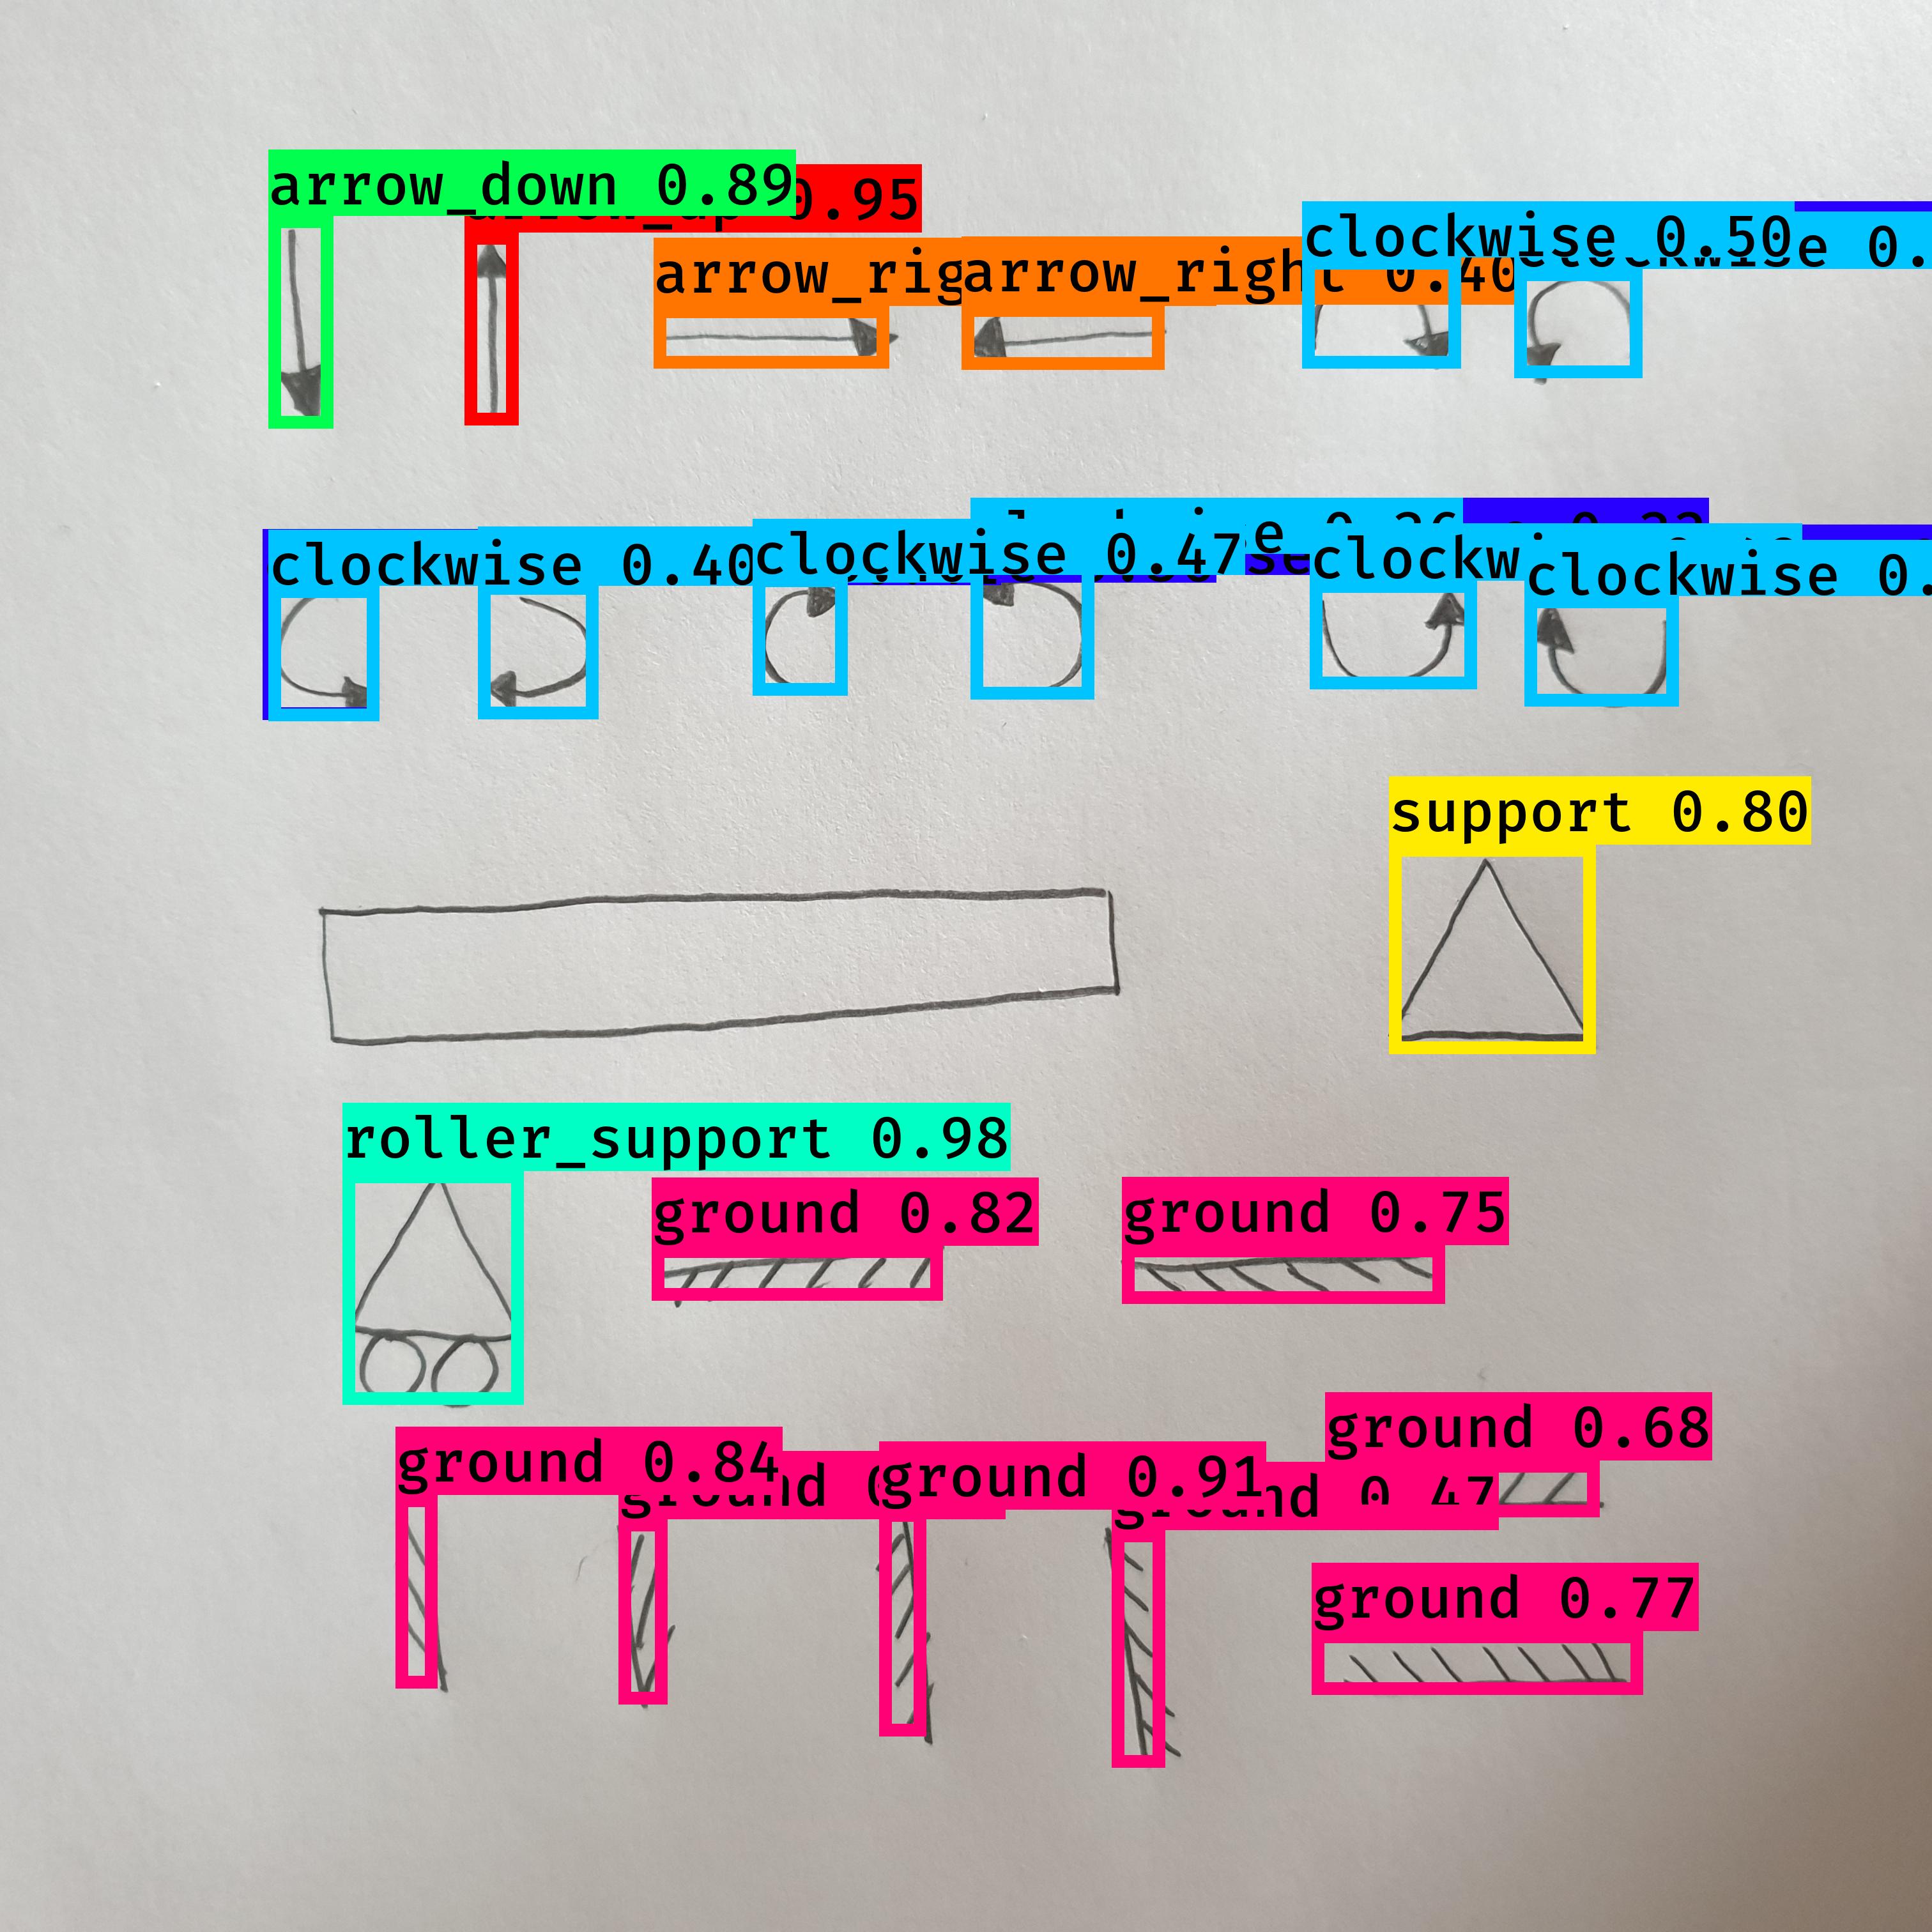 arrow_down 0.89
0.95
arrow_rig
arrow_right 0.40
clockwise 0.50
e 0.
clockwise 0.40
clockwise 0.47
e
clockw
clockwise 0.
support 0.80
roller_support 0.98
ground 0.82
ground 0.75
ground 0.68
ground 0.84
ground 0.91
ground 0.47
ground 0.77